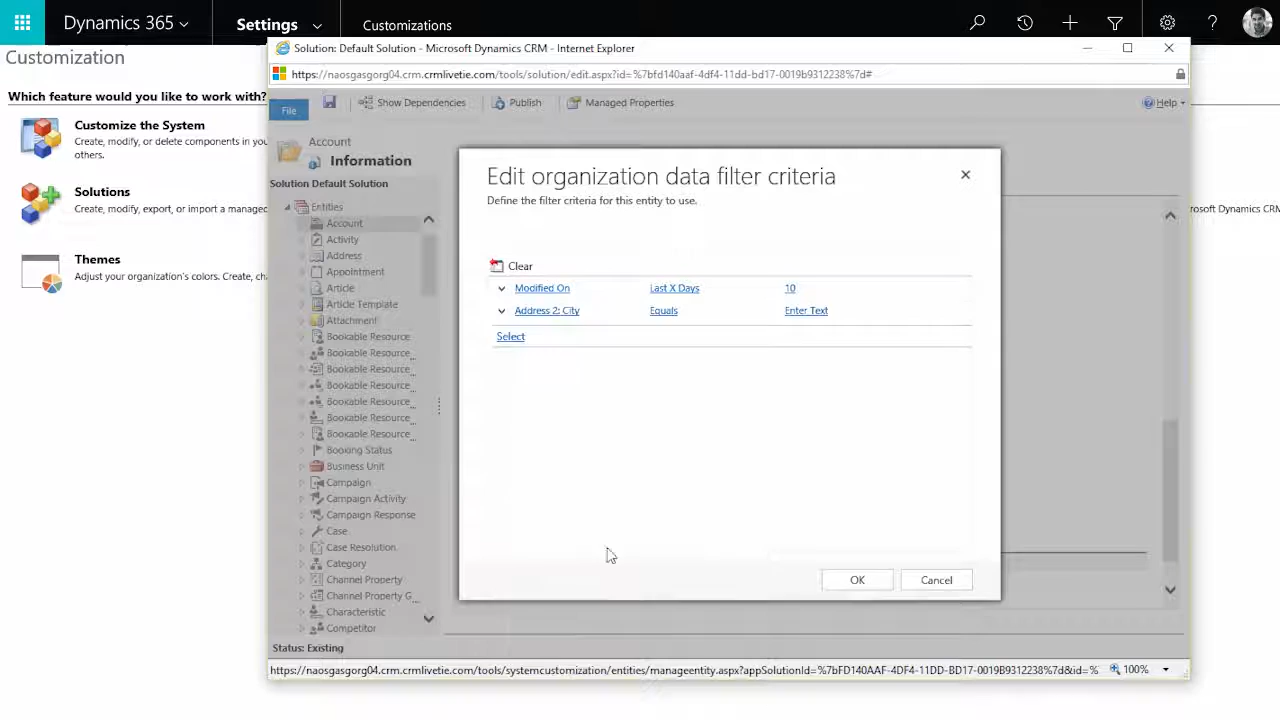 Dynamics 365
Settings
Customizations
?
Customization
Which feature would you like to work with?
Customize the System
Create, modify, or delete components in you
others.
Solutions
Create, modify, export, or import a managed
Themes
Adjust your organization's colors. Create, ch
Solution: Default Solution - Microsoft Dynamics CRM - Internet Explorer
https://naosgasgorg04.crm.crmlivetie.com/tools/solution/edit.aspx?id=%7bfd140aaf-4df4-11dd-bd17-0019b9312238%7d#
File
Show Dependencies
Publish
Managed Properties
Help
Account
Information
Solution Default Solution
Entities
Account
Activity
Address
Appointment
Article
Article Template
Attachment
Bookable Resource
Bookable Resource...
Bookable Resource...
Bookable Resource...
Bookable Resource...
Bookable Resource...
Bookable Resource...
Booking Status
Business Unit
Campaign
Campaign Activity
Campaign Response
Case
Case Resolution
Category
Channel Property
Channel Property G...
Characteristic
Competitor
Edit organization data filter criteria
Define the filter criteria for this entity to use.
Clear
Modified On Last X Days 10
Address 2: City Equals Enter Text
Select
OK Cancel
rosoft Dynamics CRM
Status: Existing
https://naosgasgorg04.crm.crmlivetie.com/tools/systemcustomization/entities/manageentity.aspx?appSolutionId=%7bFD140AAF-4DF4-11DD-BD17-0019B9312238%7d&id=%
100%